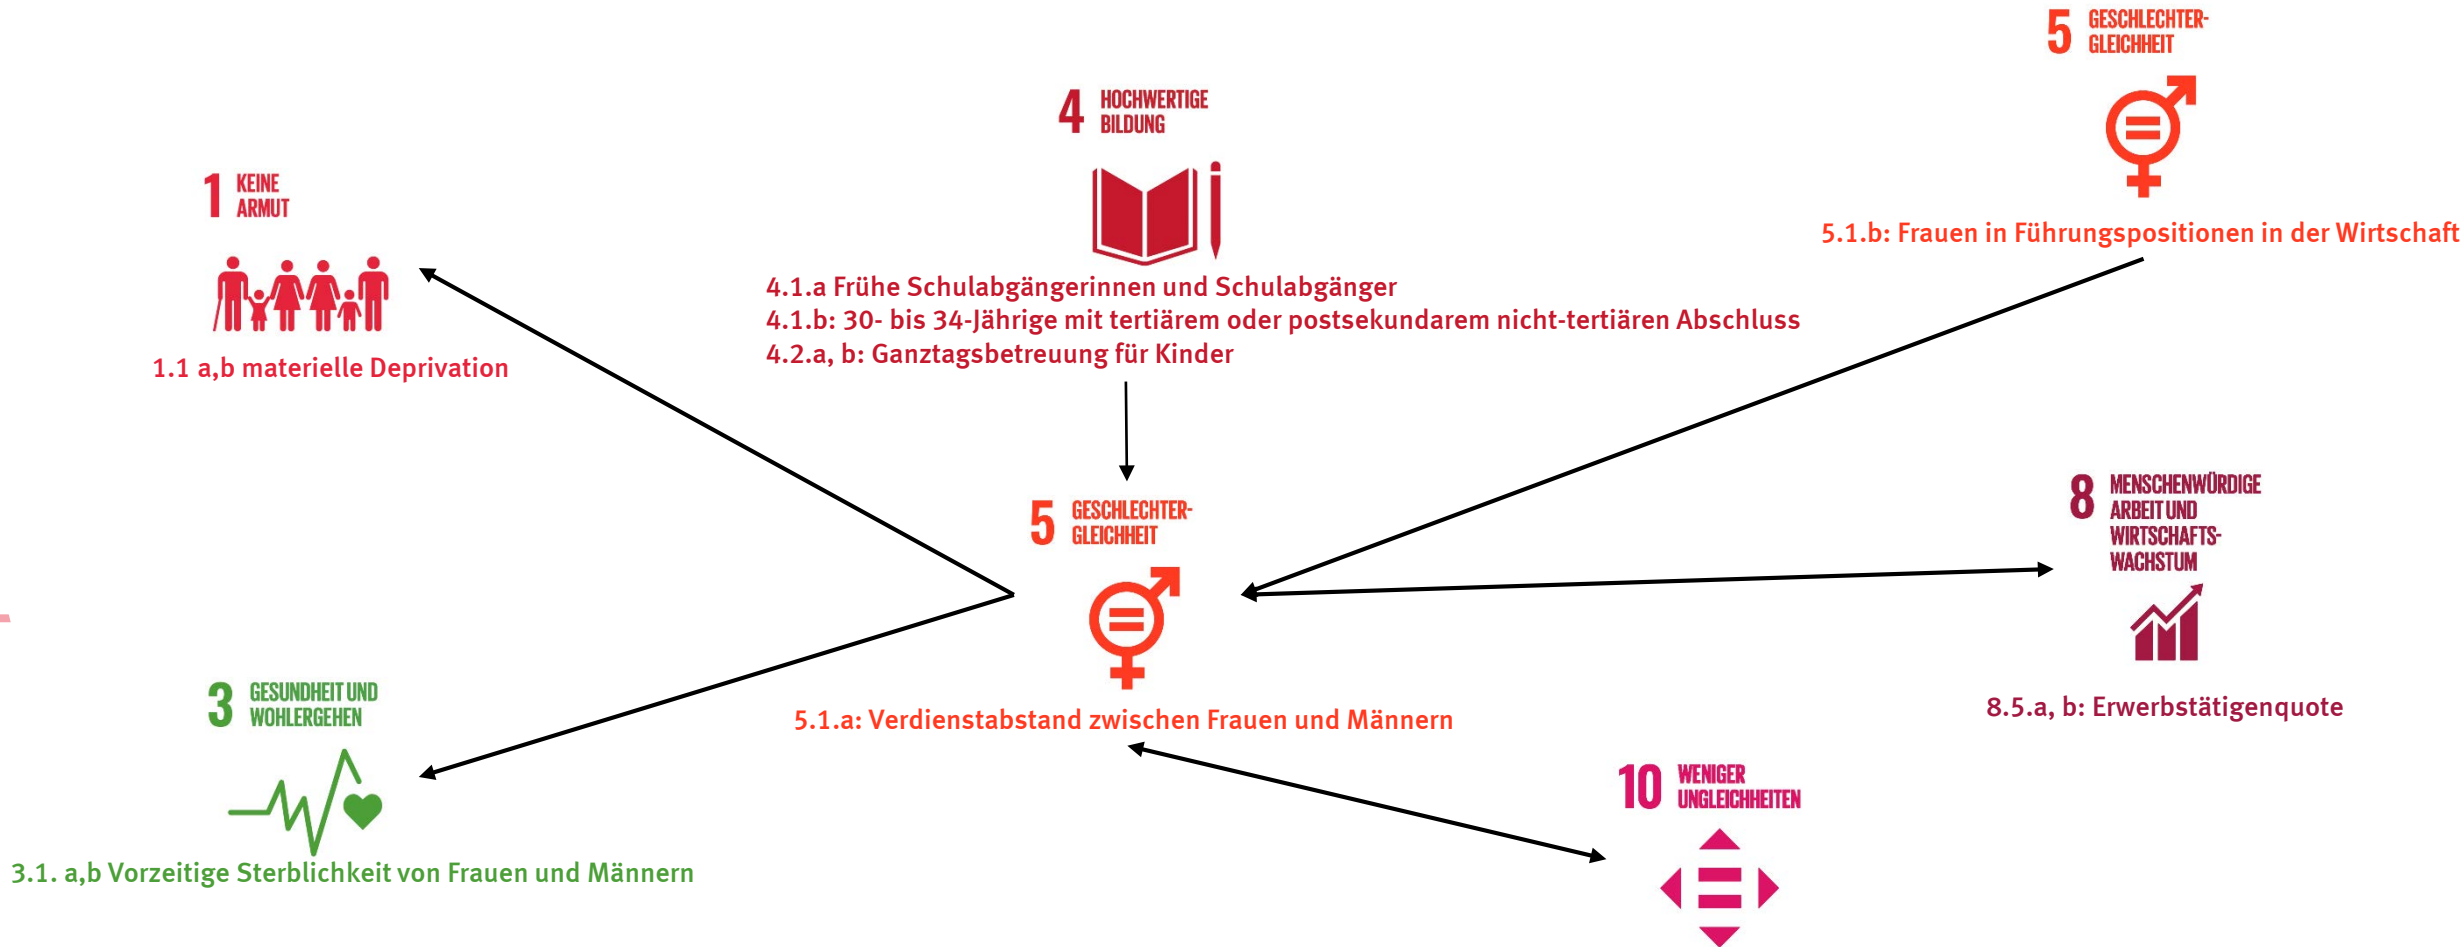 5 GESCHLECHTER-
GLEICHHEIT
5.1.b: Frauen in Führungspositionen in der Wirtschaft
4 HOCHWERTIGE
BILDUNG
4.1.a Frühe Schulabgängerinnen und Schulabgänger
4.1.b: 30- bis 34-Jährige mit tertiärem oder postsekundarem nicht-tertiären Abschluss
4.2.a, b: Ganztagsbetreuung für Kinder
1 KEINE
ARMUT
1.1 a,b materielle Deprivation
5 GESCHLECHTER-
GLEICHHEIT
5.1.a: Verdienstabstand zwischen Frauen und Männern
8 MENSCHENWÜRDIGE
ARBEIT UND
WIRTSCHAFTS-
WACHSTUM
8.5.a, b: Erwerbstätigenquote
3 GESUNDHEIT UND
WOHLERGEHEN
3.1. a,b Vorzeitige Sterblichkeit von Frauen und Männern
10 WENIGER
UNGLEICHHEITEN